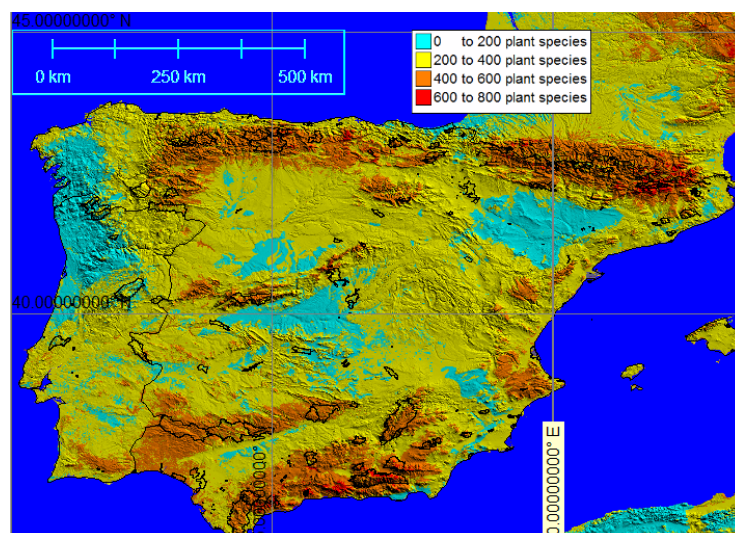 45.00000000° N
0 to 200 plant species
200 to 400 plant species
400 to 600 plant species
600 to 800 plant species
0 km 250 km 500 km
40.00000000° N
0.00000000° E